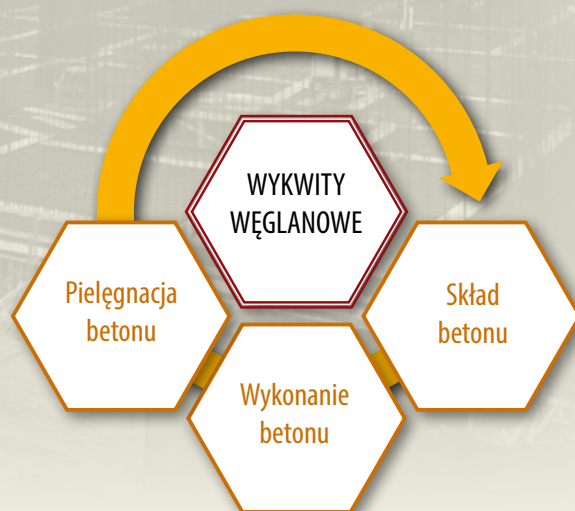 WYKWITY
WĘGLANOWE
Pielęgnacja
betonu
Skład
betonu
Wykonanie
betonu